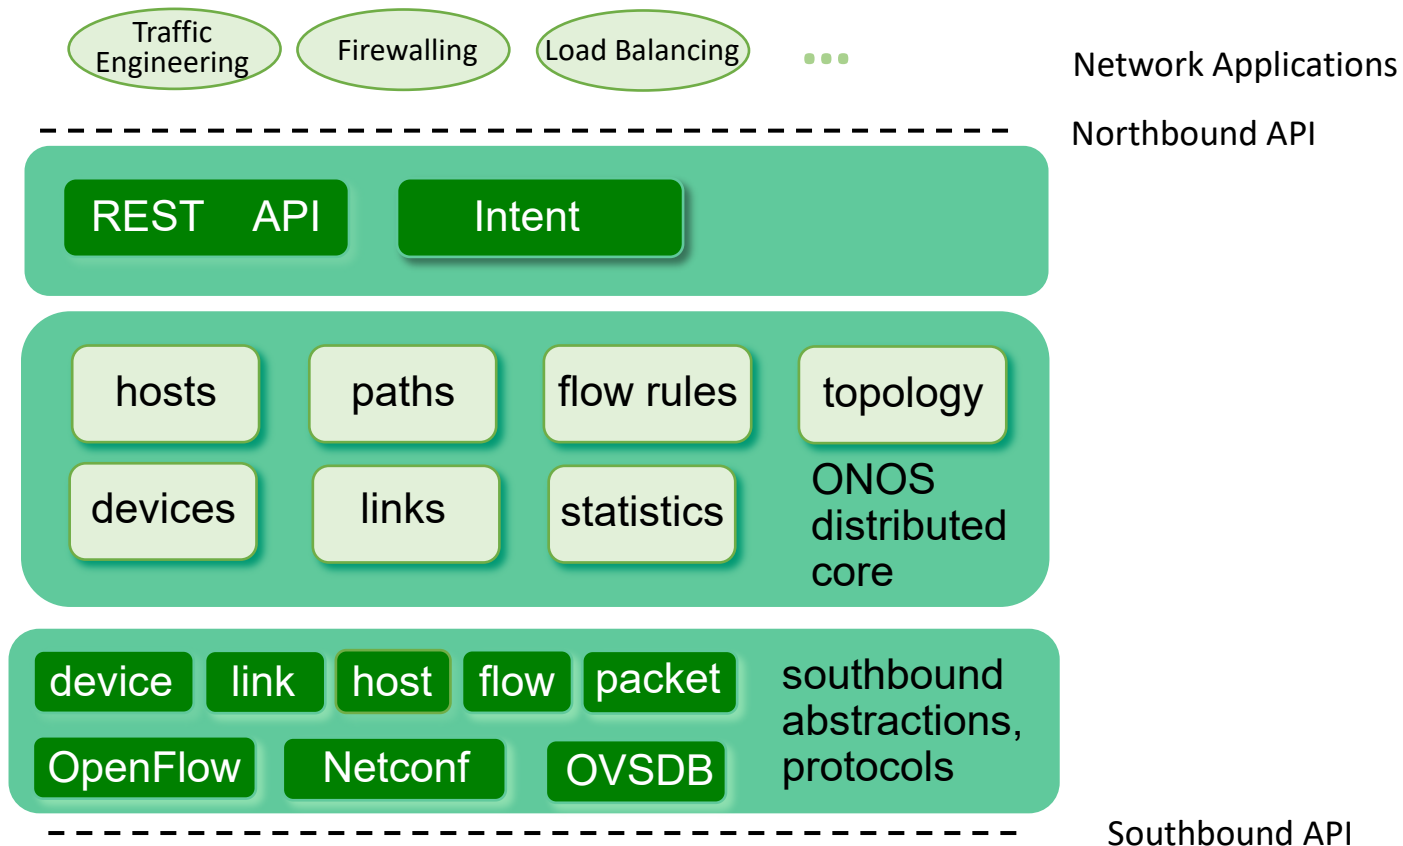 Traffic
Engineering
Firewalling
Load Balancing
...
Network Applications
Northbound API
REST API
Intent
hosts
paths
flow rules
topology
devices
links
statistics
ONOS
distributed
core
device
link
host
flow
packet
southbound
abstractions,
protocols
OpenFlow
Netconf
OVSDB
Southbound API